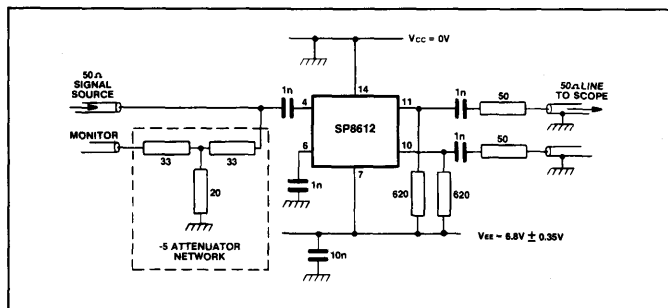 VCC = 0V
50Ω
SIGNAL
SOURCE
MONITOR
33
33
20
-5 ATTENUATOR
NETWORK
1n
4
14
SP8612
6
1n
7
11
10
1n
50
1n
50
50Ω LINE
TO SCOPE
620
620
10n
VEE - 6.8V ± 0.35V